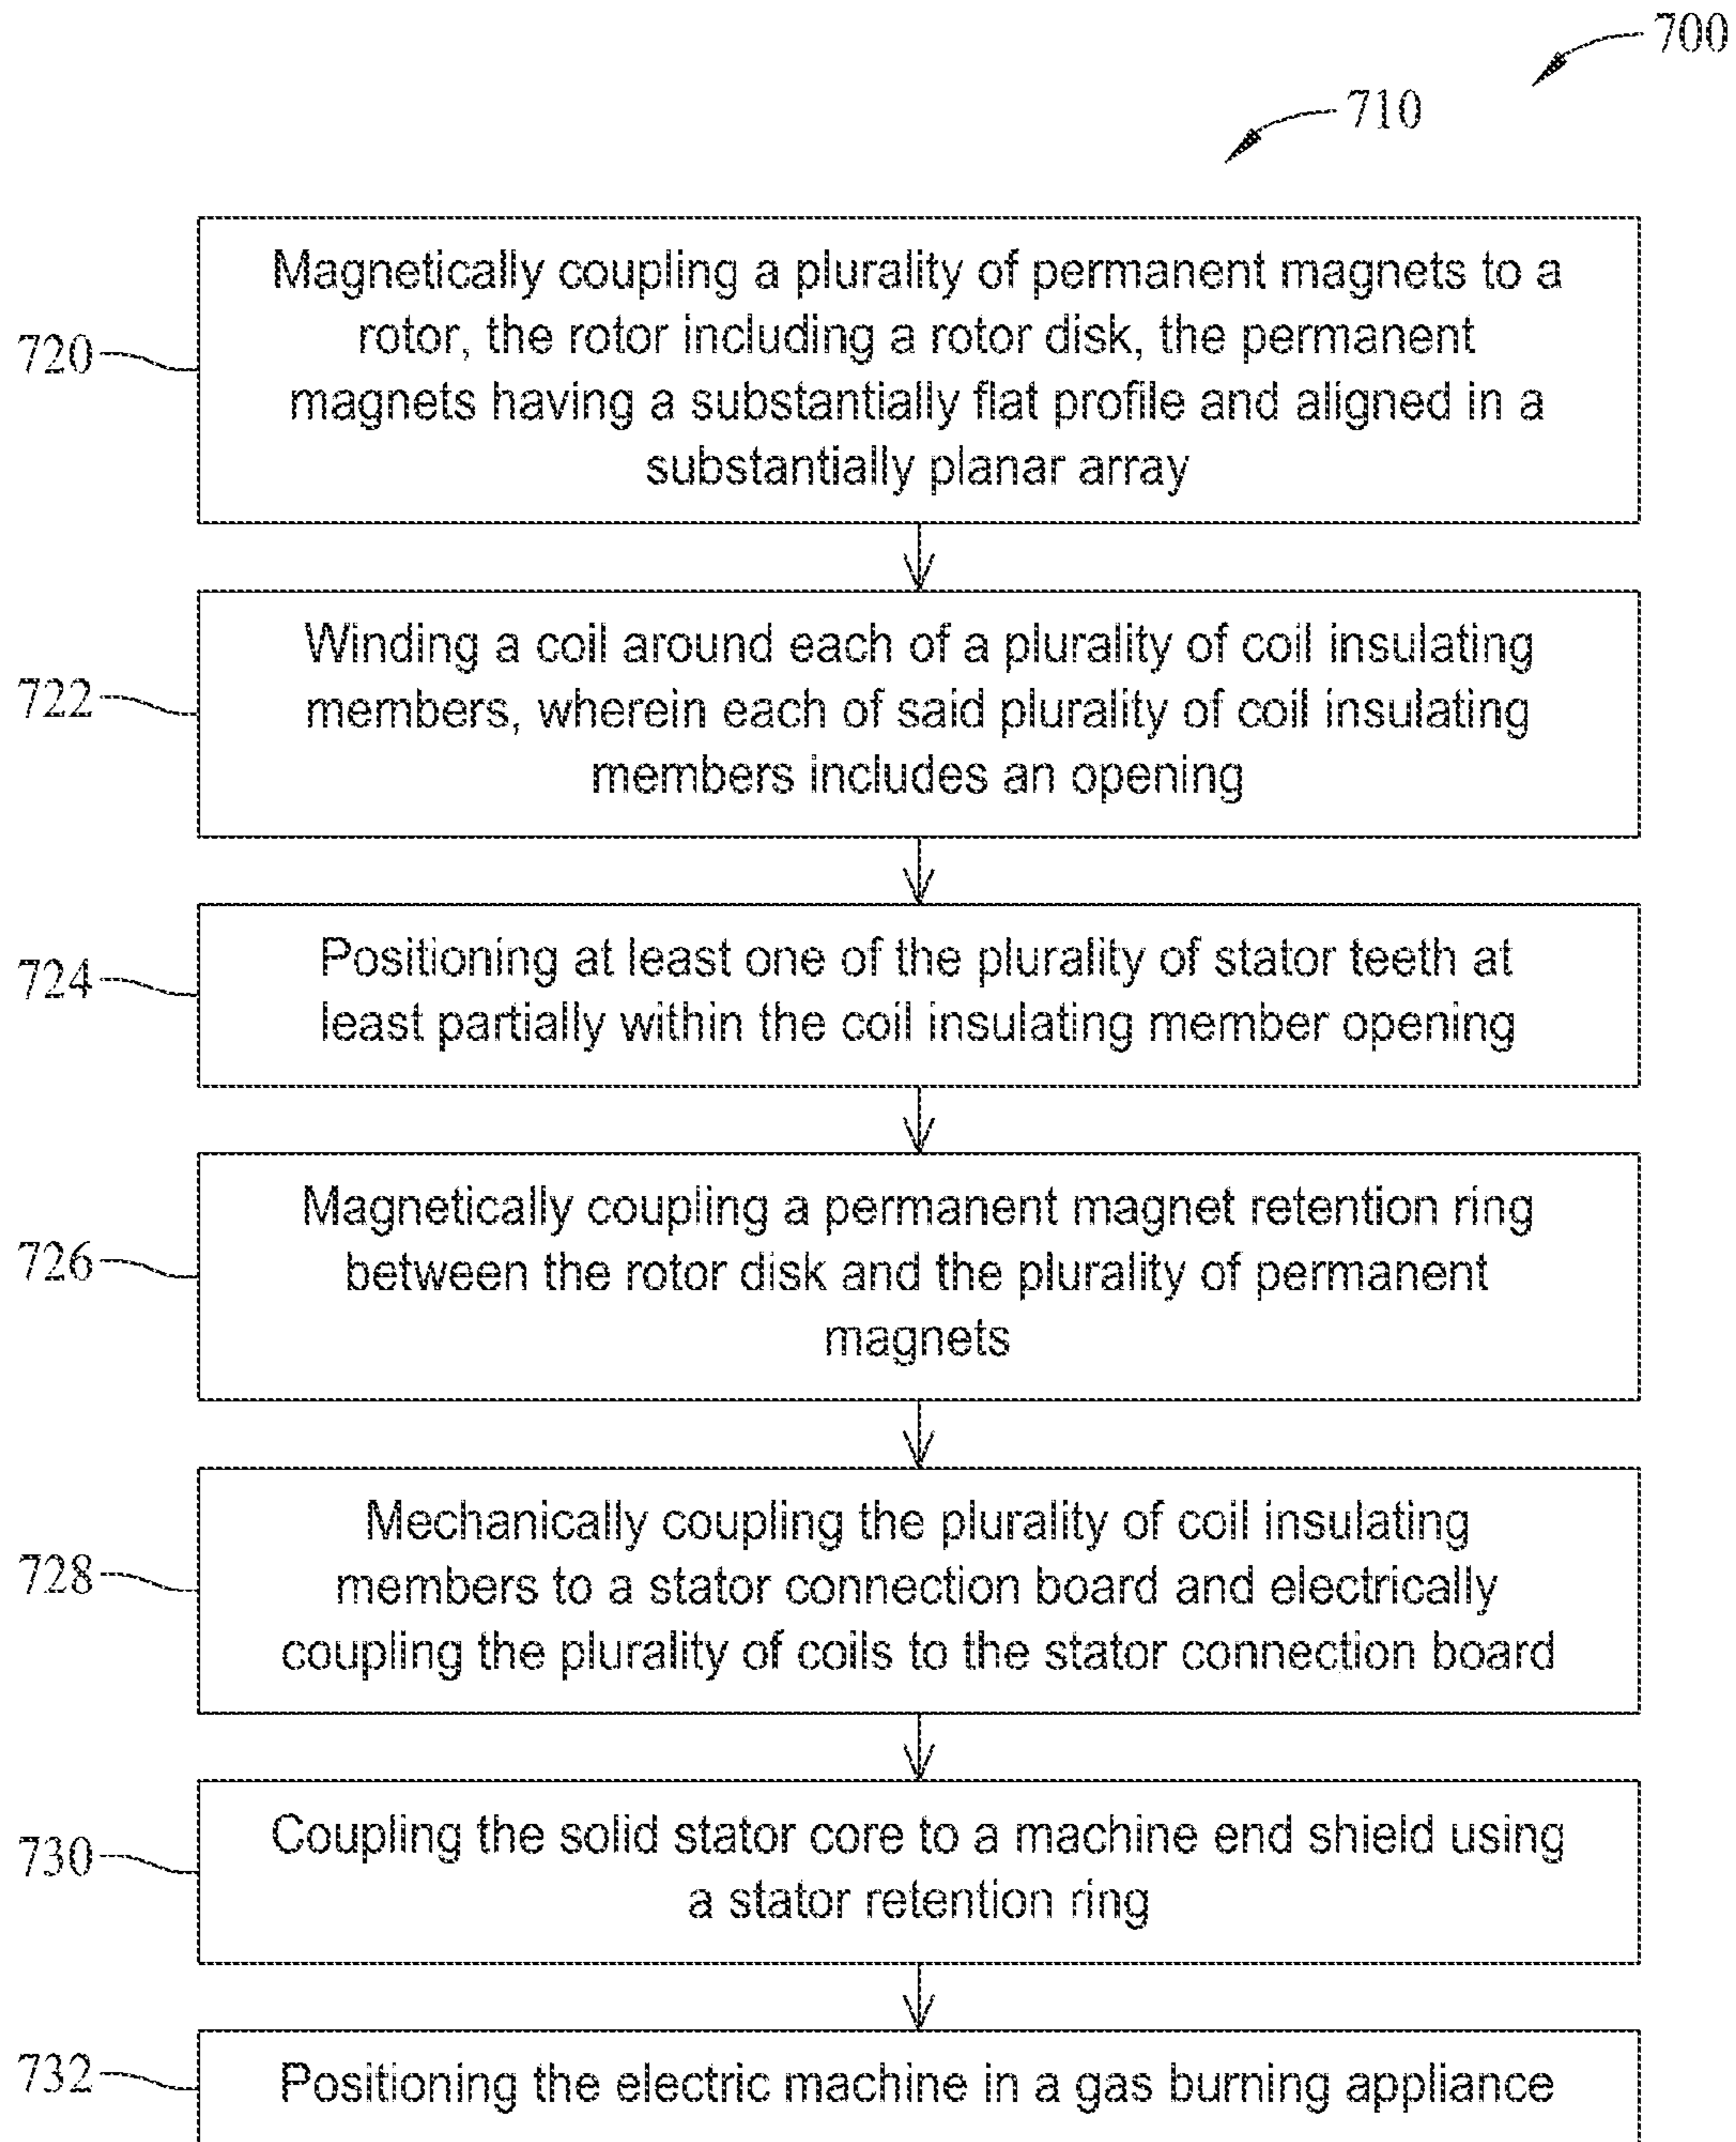 700
710
Magnetically coupling a plurality of permanent magnets to a
rotor, the rotor including a rotor disk, the permanent
magnets having a substantially flat profile and aligned in a
substantially planar array
720
Winding a coil around each of a plurality of coil insulating
members, wherein each of said plurality of coil insulating
members includes an opening
722
Positioning at least one of the plurality of stator teeth at
least partially within the coil insulating member opening
724
Magnetically coupling a permanent magnet retention ring
between the rotor disk and the plurality of permanent
magnets
726
Mechanically coupling the plurality of coil insulating
members to a stator connection board and electrically
coupling the plurality of coils to the stator connection board
728
Coupling the solid stator core to a machine end shield using
a stator retention ring
730
Positioning the electric machine in a gas burning appliance
732